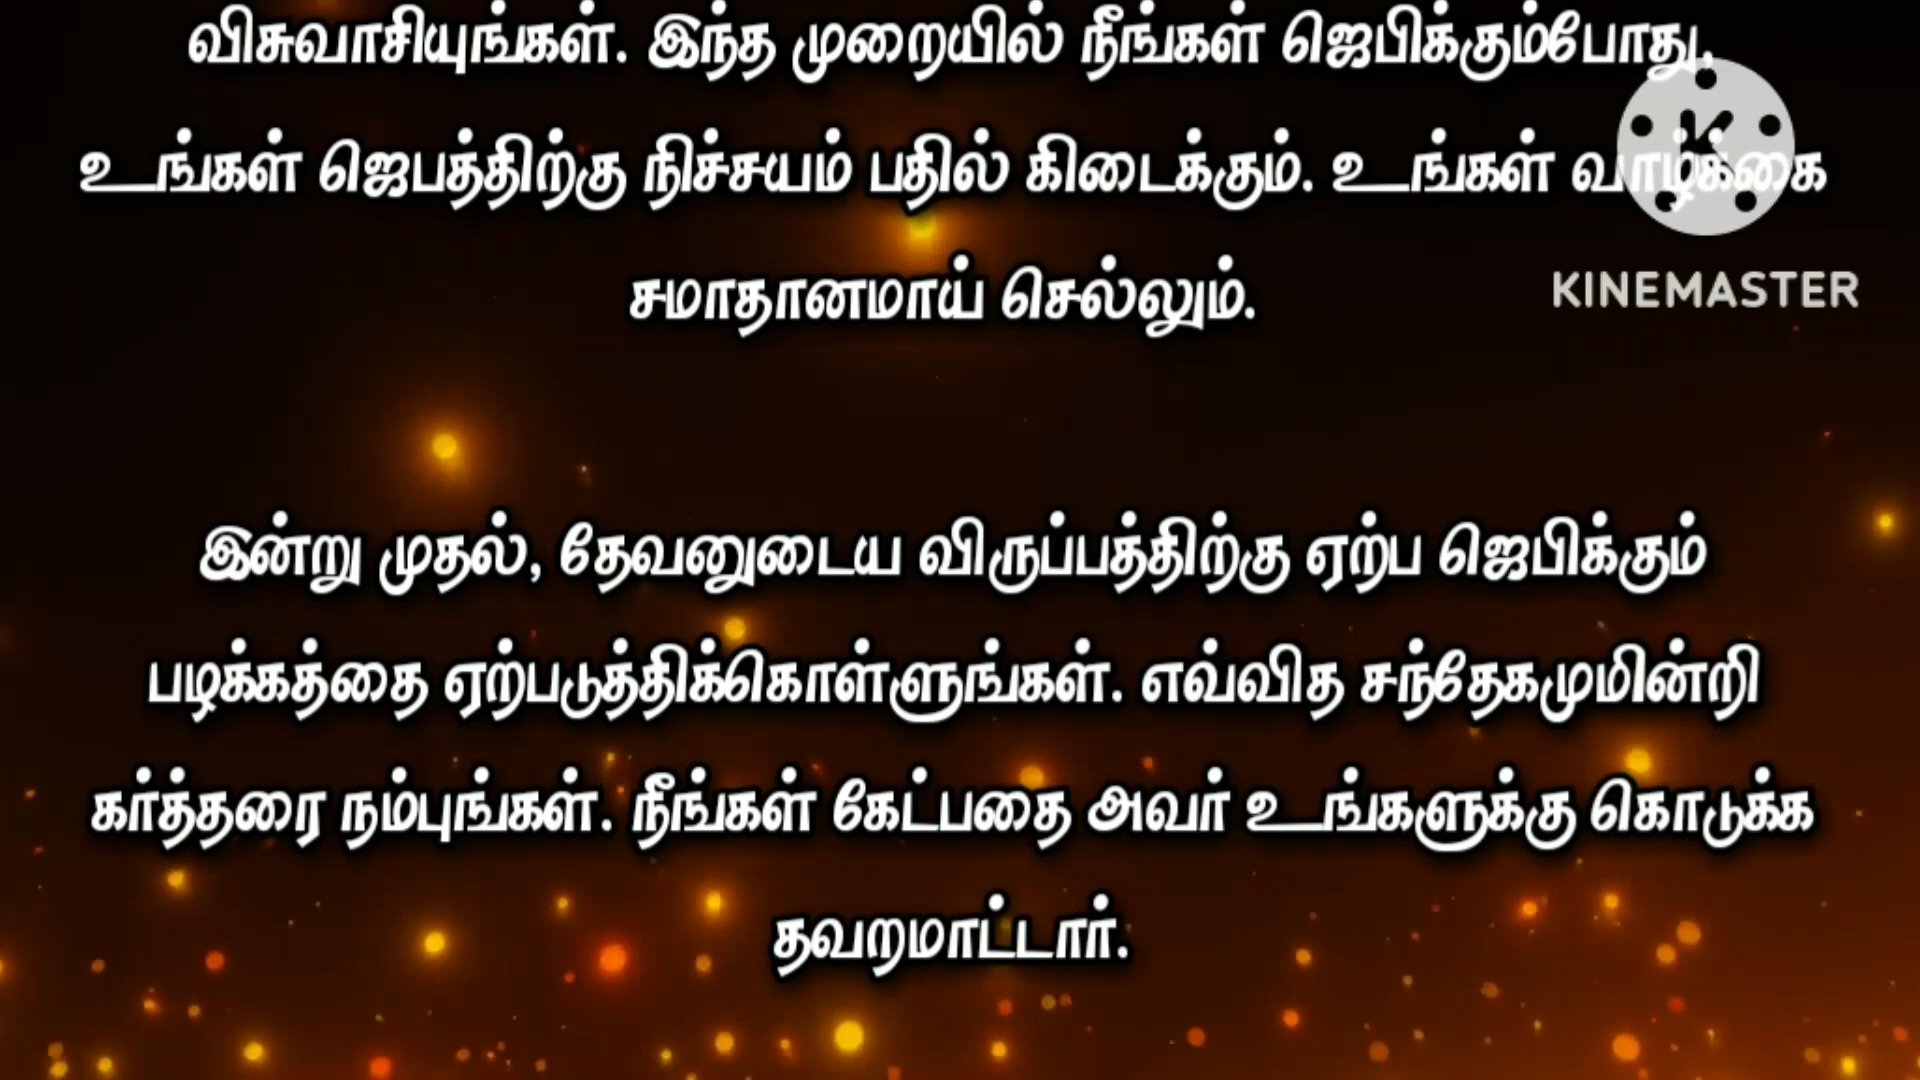 விசுவாசியுங்கள். இந்த முறையில் நீங்கள் ஜெபிக்கும்போது,
உங்கள் ஜெபத்திற்கு நிச்சயம் பதில் கிடைக்கும். உங்கள் வாழ்க்கை
சமாதானமாய் செல்லும்.
KINEMASTER
இன்று முதல், தேவனுடைய விருப்பத்திற்கு ஏற்ப ஜெபிக்கும்
படிக்கத்தை ஏற்படுத்திக்கொள்ளுங்கள். எவ்வித சந்தேகமுமின்றி
கர்த்தரை நம்புங்கள். நீங்கள் கேட்பதை அவர் உங்களுக்கு கொடுக்க
தவறமாட்டார்.